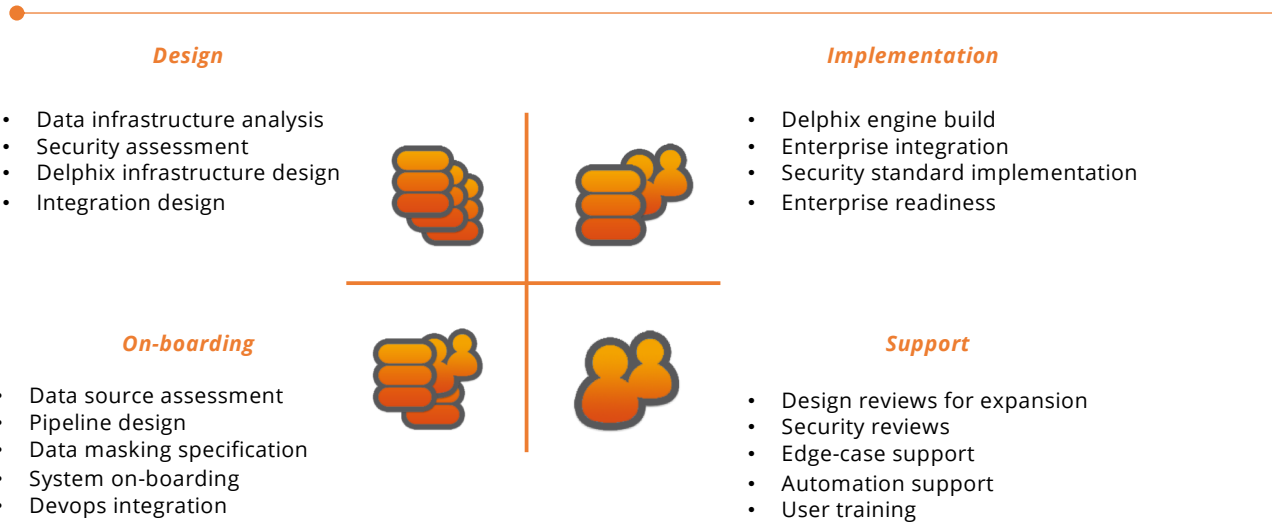 Design
• Data infrastructure analysis
• Security assessment
• Delphix infrastructure design
• Integration design
Implementation
• Delphix engine build
• Enterprise integration
• Security standard implementation
• Enterprise readiness
On-boarding
• Data source assessment
• Pipeline design
• Data masking specification
• System on-boarding
• Devops integration
Support
• Design reviews for expansion
• Security reviews
• Edge-case support
• Automation support
• User training